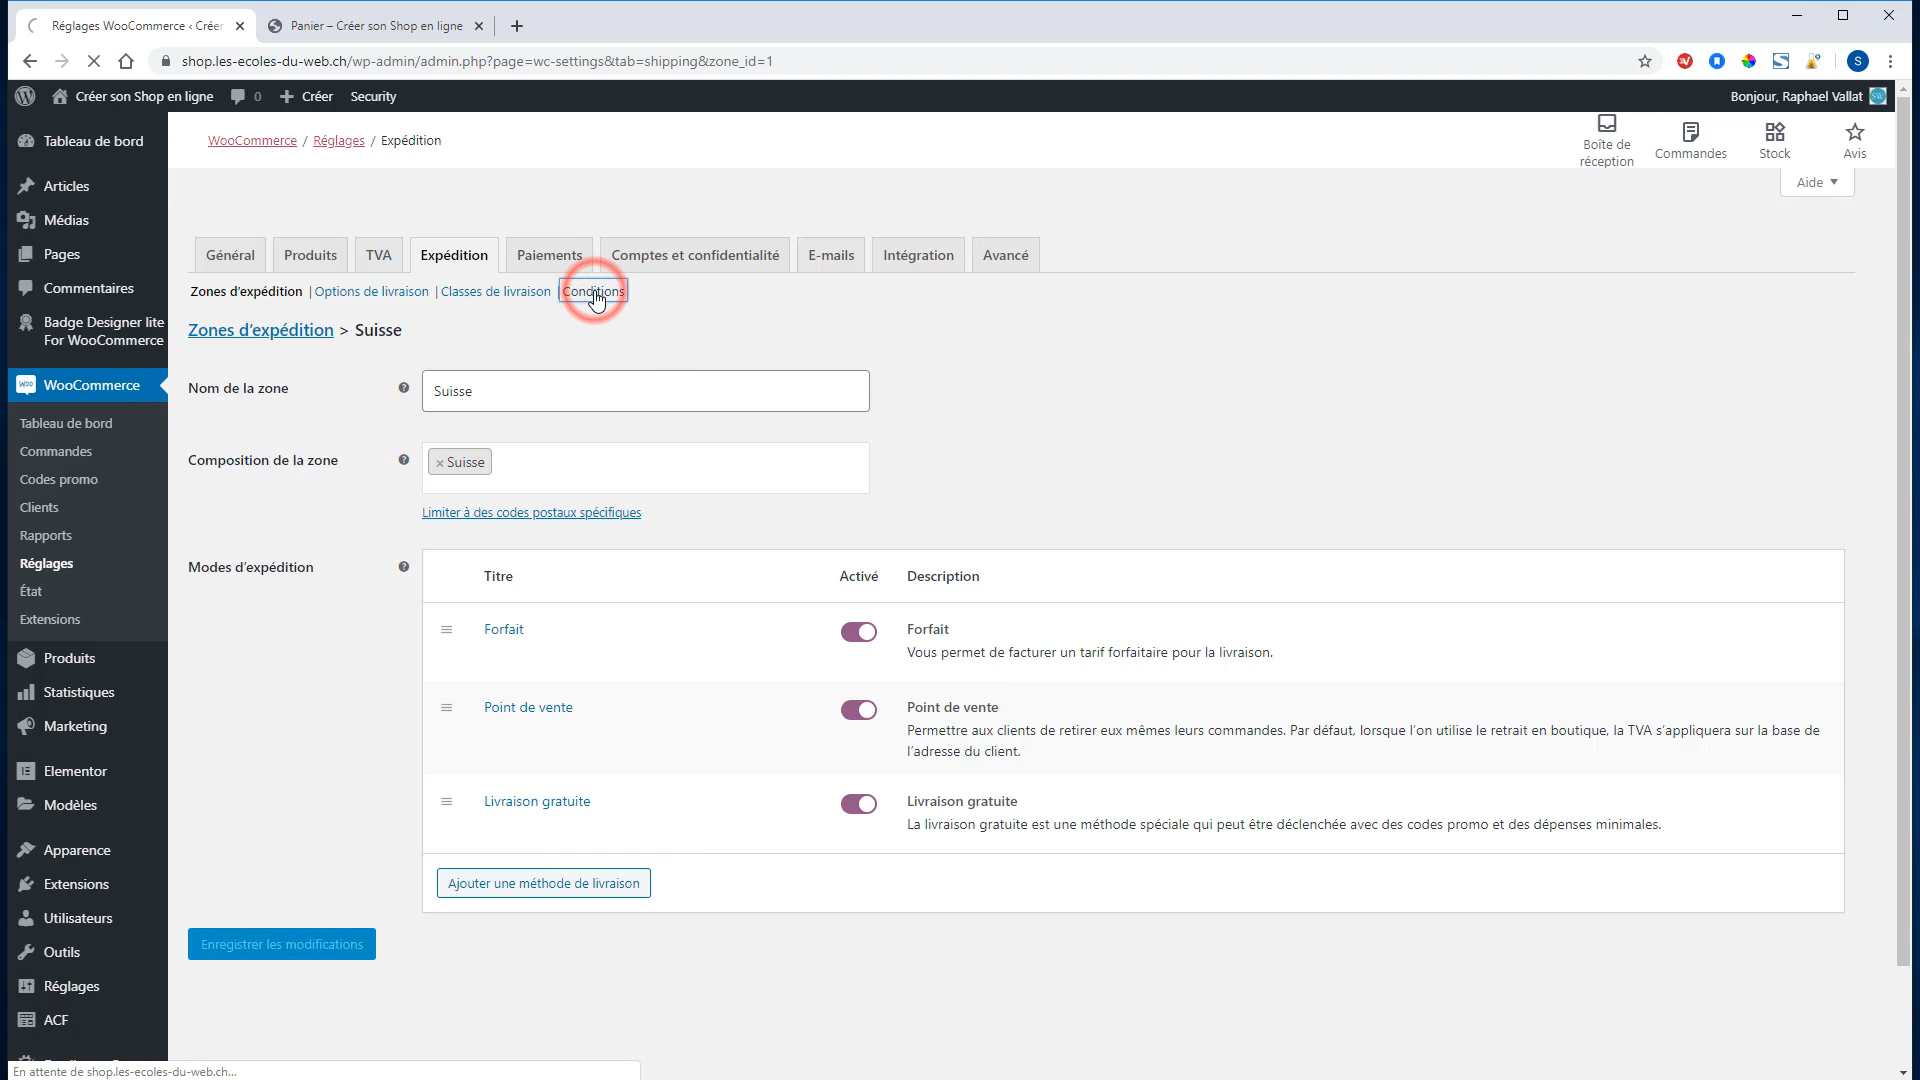 Réglages WooCommerce ‹ Créer
Panier – Créer son Shop en ligne
shop.les-ecoles-du-web.ch/wp-admin/admin.php?page=wc-settings&tab=shipping&zone_id=1
S
Créer son Shop en ligne
0
Créer
Security
Bonjour, Raphael Vallat
Tableau de bord
Articles
Médias
Pages
Commentaires
Badge Designer lite
For WooCommerce
WooCommerce
Tableau de bord
Commandes
Codes promo
Clients
Rapports
Réglages
État
Extensions
Produits
Statistiques
Marketing
Elementor
Modèles
Apparence
Extensions
Utilisateurs
Outils
Réglages
ACF
WooCommerce / Réglages / Expédition
Boîte de
réception
Commandes
Stock
Avis
Aide
Général
Produits
TVA
Expédition
Paiements
Comptes et confidentialité
E-mails
Intégration
Avancé
Zones d’expédition | Options de livraison | Classes de livraison | Conditions
Zones d’expédition > Suisse
Nom de la zone
Suisse
Composition de la zone
× Suisse
Limiter à des codes postaux spécifiques
Modes d’expédition
Titre
Activé
Description
Forfait
Forfait
Vous permet de facturer un tarif forfaitaire pour la livraison.
Point de vente
Point de vente
Permettre aux clients de retirer eux mêmes leurs commandes. Par défaut, lorsque l’on utilise le retrait en boutique, la TVA s’appliquera sur la base de
l’adresse du client.
Livraison gratuite
Livraison gratuite
La livraison gratuite est une méthode spéciale qui peut être déclenchée avec des codes promo et des dépenses minimales.
Ajouter une méthode de livraison
Enregistrer les modifications
En attente de shop.les-ecoles-du-web.ch...